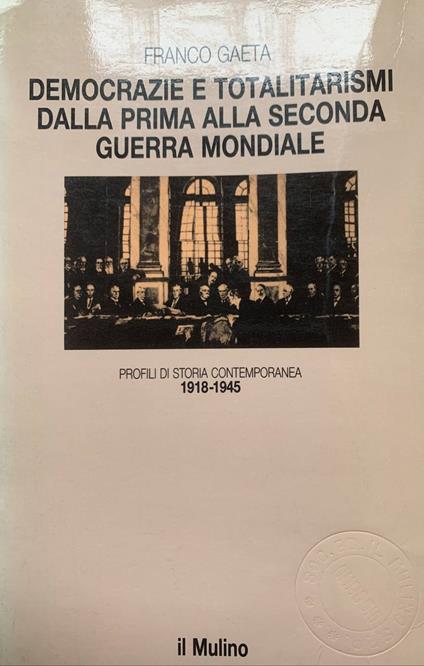 FRANCO GAETA
DEMOCRAZIE E TOTALITARISMI
DALLA PRIMA ALLA SECONDA
GUERRA MONDIALE
PROFILI DI STORIA CONTEMPORANEA
1918-1945
il Mulino